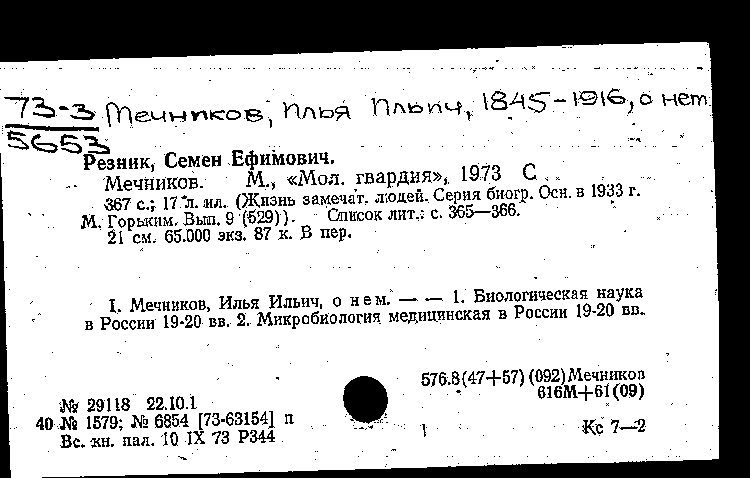 73-3
5653
Мечников, Илья Ильич, 1845-1916, о нем
Резник, Семен Ефимович.
Мечников. М., «Мол. гвардия», 1973 С
367 с.; 17 л. ил. (Жизнь замечат. людей. Серия биогр. Осн. в 1933 г.
М. Горьким. Вып. 9 (529)). Список лит.: с. 365—366.
21 см. 65.000 экз. 87 к. В пер.
I. Мечников, Илья Ильич, о нем. — — 1. Биологическая наука
в России 19-20 вв. 2. Микробиология медицинская в России 19-20 вв.
576.8(47+57)(092)Мечников
616М+61(09)
№ 29118 22.10.1
40 № 1579; № 6854 [73-63154] п
Вс. кн. пал. 10 IX 73 Р344
1
Кс 7—2